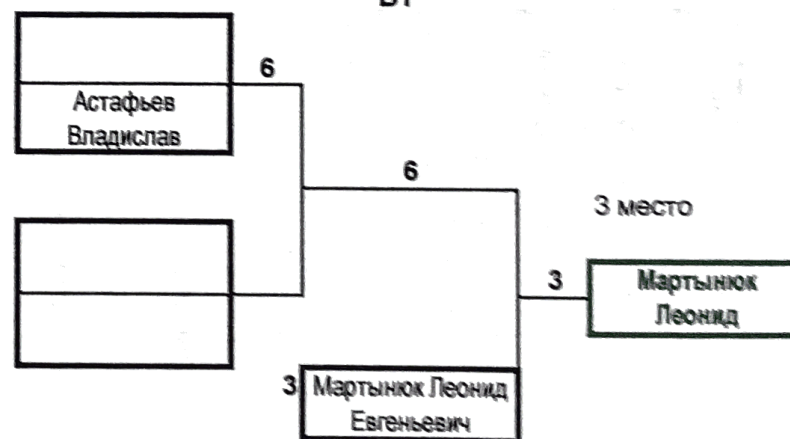 6
Астафьев
Владислав
6
3 место
3
Мартынюк
Леонид
3
Мартынюк Леонид
Евгеньевич